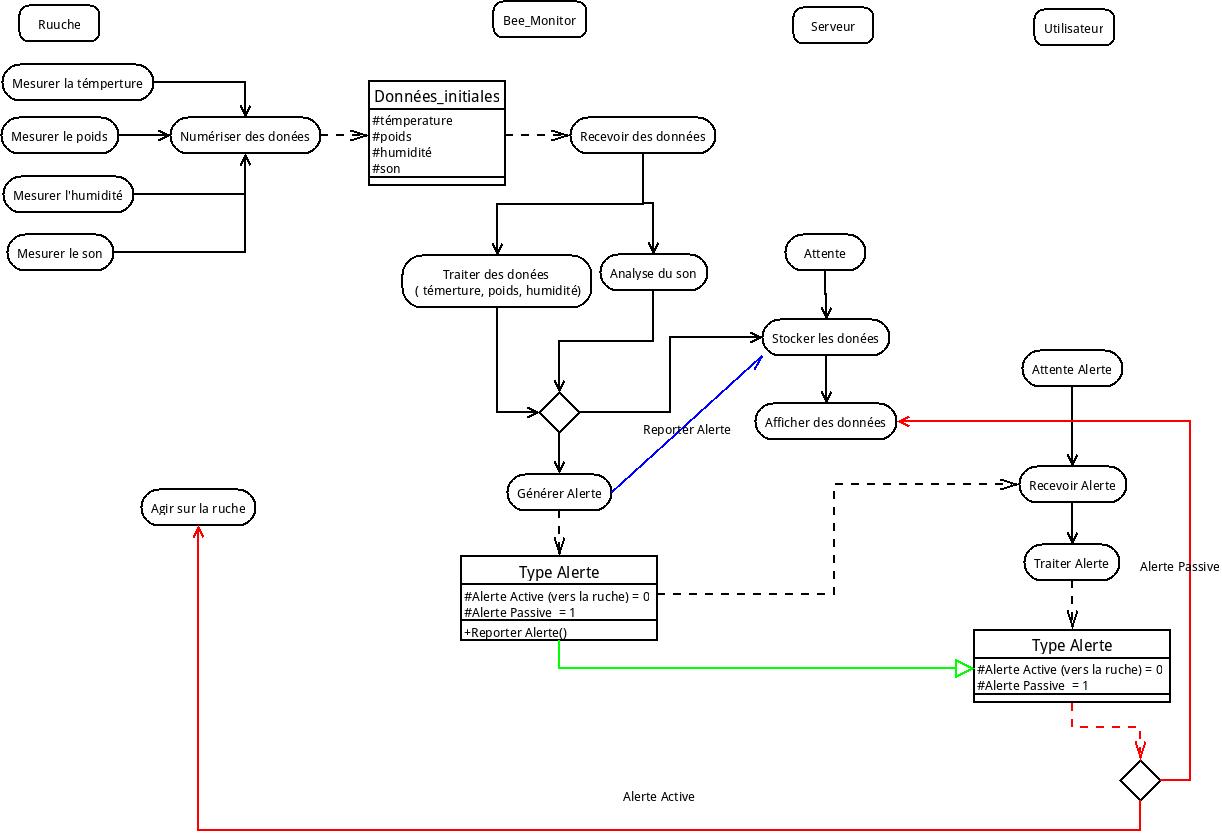 Ruuche
Bee_Monitor
Serveur
Utilisateur
Mesurer la témperture
Mesurer le poids
Mesurer l'humidité
Mesurer le son
Numériser des donées
Données_initiales
#témperature
#poids
#humidité
#son
Recevoir des données
Traiter des donées
( témerture, poids, humidité)
Analyse du son
Attente
Stocker les donées
Afficher des données
Attente Alerte
Reporter Alerte
Générer Alerte
Recevoir Alerte
Agir sur la ruche
Traiter Alerte
Alerte Passive
Type Alerte
#Alerte Active (vers la ruche) = 0
#Alerte Passive = 1
+Reporter Alerte()
Type Alerte
#Alerte Active (vers la ruche) = 0
#Alerte Passive = 1
Alerte Active